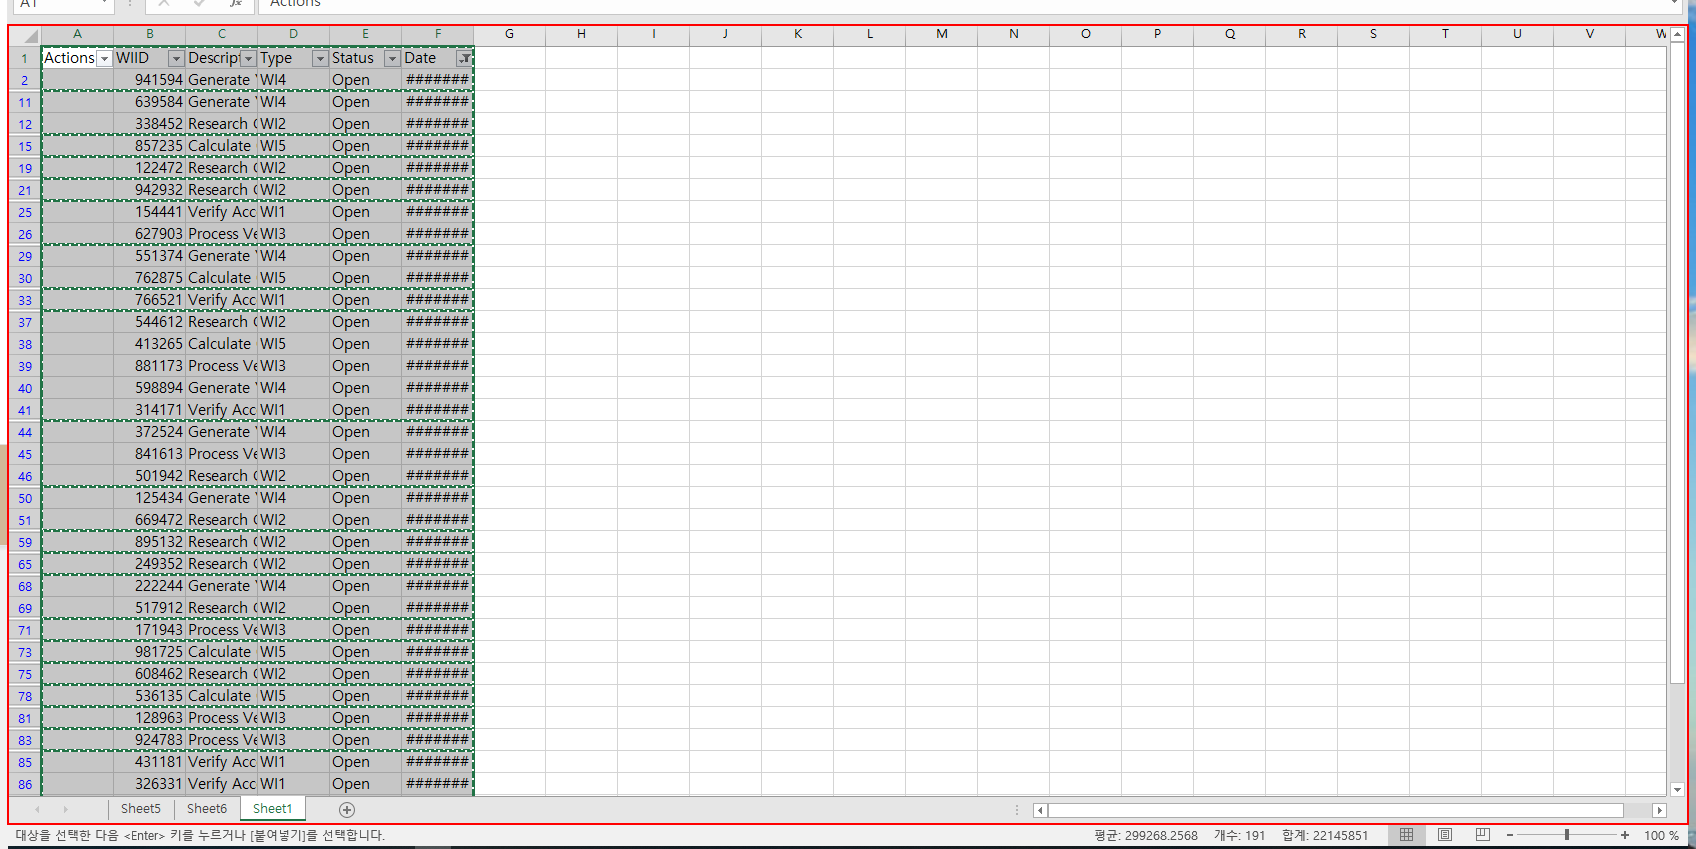 A1 fx Actions
A B C D E F G H I J K L M N O P Q R S T U V W
1 Actions WIID Descript Type Status Date
2 941594 Generate WI4 Open #######
11 639584 Generate WI4 Open #######
12 338452 Research WI2 Open #######
15 857235 Calculate WI5 Open #######
19 122472 Research WI2 Open #######
21 942932 Research WI2 Open #######
25 154441 Verify Acc WI1 Open #######
26 627903 Process Ve WI3 Open #######
29 551374 Generate WI4 Open #######
30 762875 Calculate WI5 Open #######
33 766521 Verify Acc WI1 Open #######
37 544612 Research WI2 Open #######
38 413265 Calculate WI5 Open #######
39 881173 Process Ve WI3 Open #######
40 598894 Generate WI4 Open #######
41 314171 Verify Acc WI1 Open #######
44 372524 Generate WI4 Open #######
45 841613 Process Ve WI3 Open #######
46 501942 Research WI2 Open #######
50 125434 Generate WI4 Open #######
51 669472 Research WI2 Open #######
59 895132 Research WI2 Open #######
65 249352 Research WI2 Open #######
68 222244 Generate WI4 Open #######
69 517912 Research WI2 Open #######
71 171943 Process Ve WI3 Open #######
73 981725 Calculate WI5 Open #######
75 608462 Research WI2 Open #######
78 536135 Calculate WI5 Open #######
81 128963 Process Ve WI3 Open #######
83 924783 Process Ve WI3 Open #######
85 431181 Verify Acc WI1 Open #######
86 326331 Verify Acc WI1 Open #######
Sheet5 Sheet6 Sheet1
대상을 선택한 다음 <Enter> 키를 누르거나 [붙여넣기]를 선택합니다. 평균: 299268.2568 개수: 191 합계: 22145851 100 %